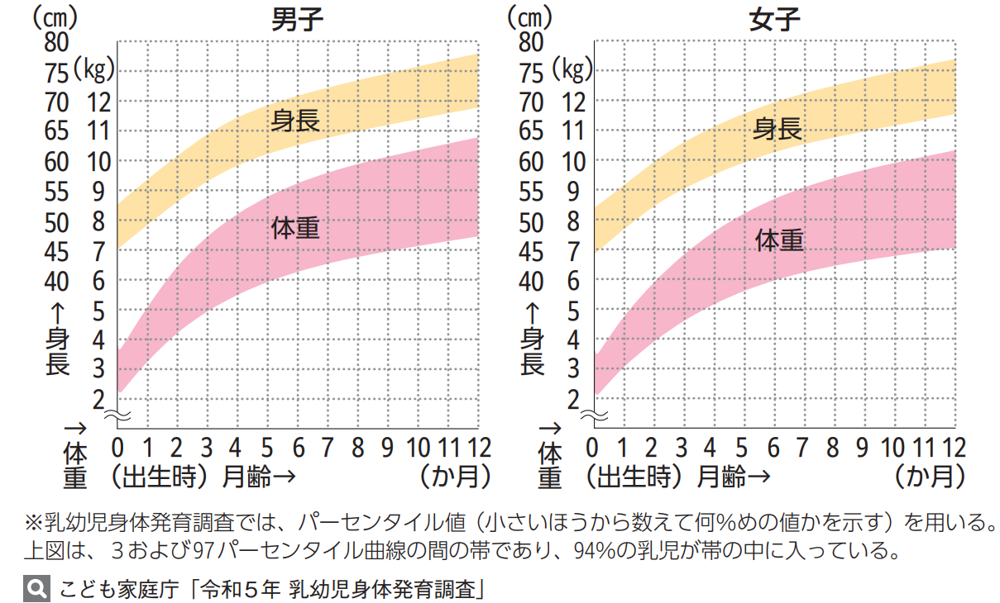 男子
(cm)
80
75
70
65
60
55
50
45
40
↑身長
(kg)
12
11
10
9
8
7
6
5
4
3
2
→体重
身長
体重
0 1 2 3 4 5 6 7 8 9 10 11 12
(出生時) 月齢→ (か月)
女子
(cm)
80
75
70
65
60
55
50
45
40
↑身長
(kg)
12
11
10
9
8
7
6
5
4
3
2
→体重
身長
体重
0 1 2 3 4 5 6 7 8 9 10 11 12
(出生時) 月齢→ (か月)
※乳幼児身体発育調査では、パーセンタイル値(小さいほうから数えて何%めの値かを示す)を用いる。
上図は、3および97パーセンタイル曲線の間の帯であり、94%の乳児が帯の中に入っている。
こども家庭庁「令和5年 乳幼児身体発育調査」